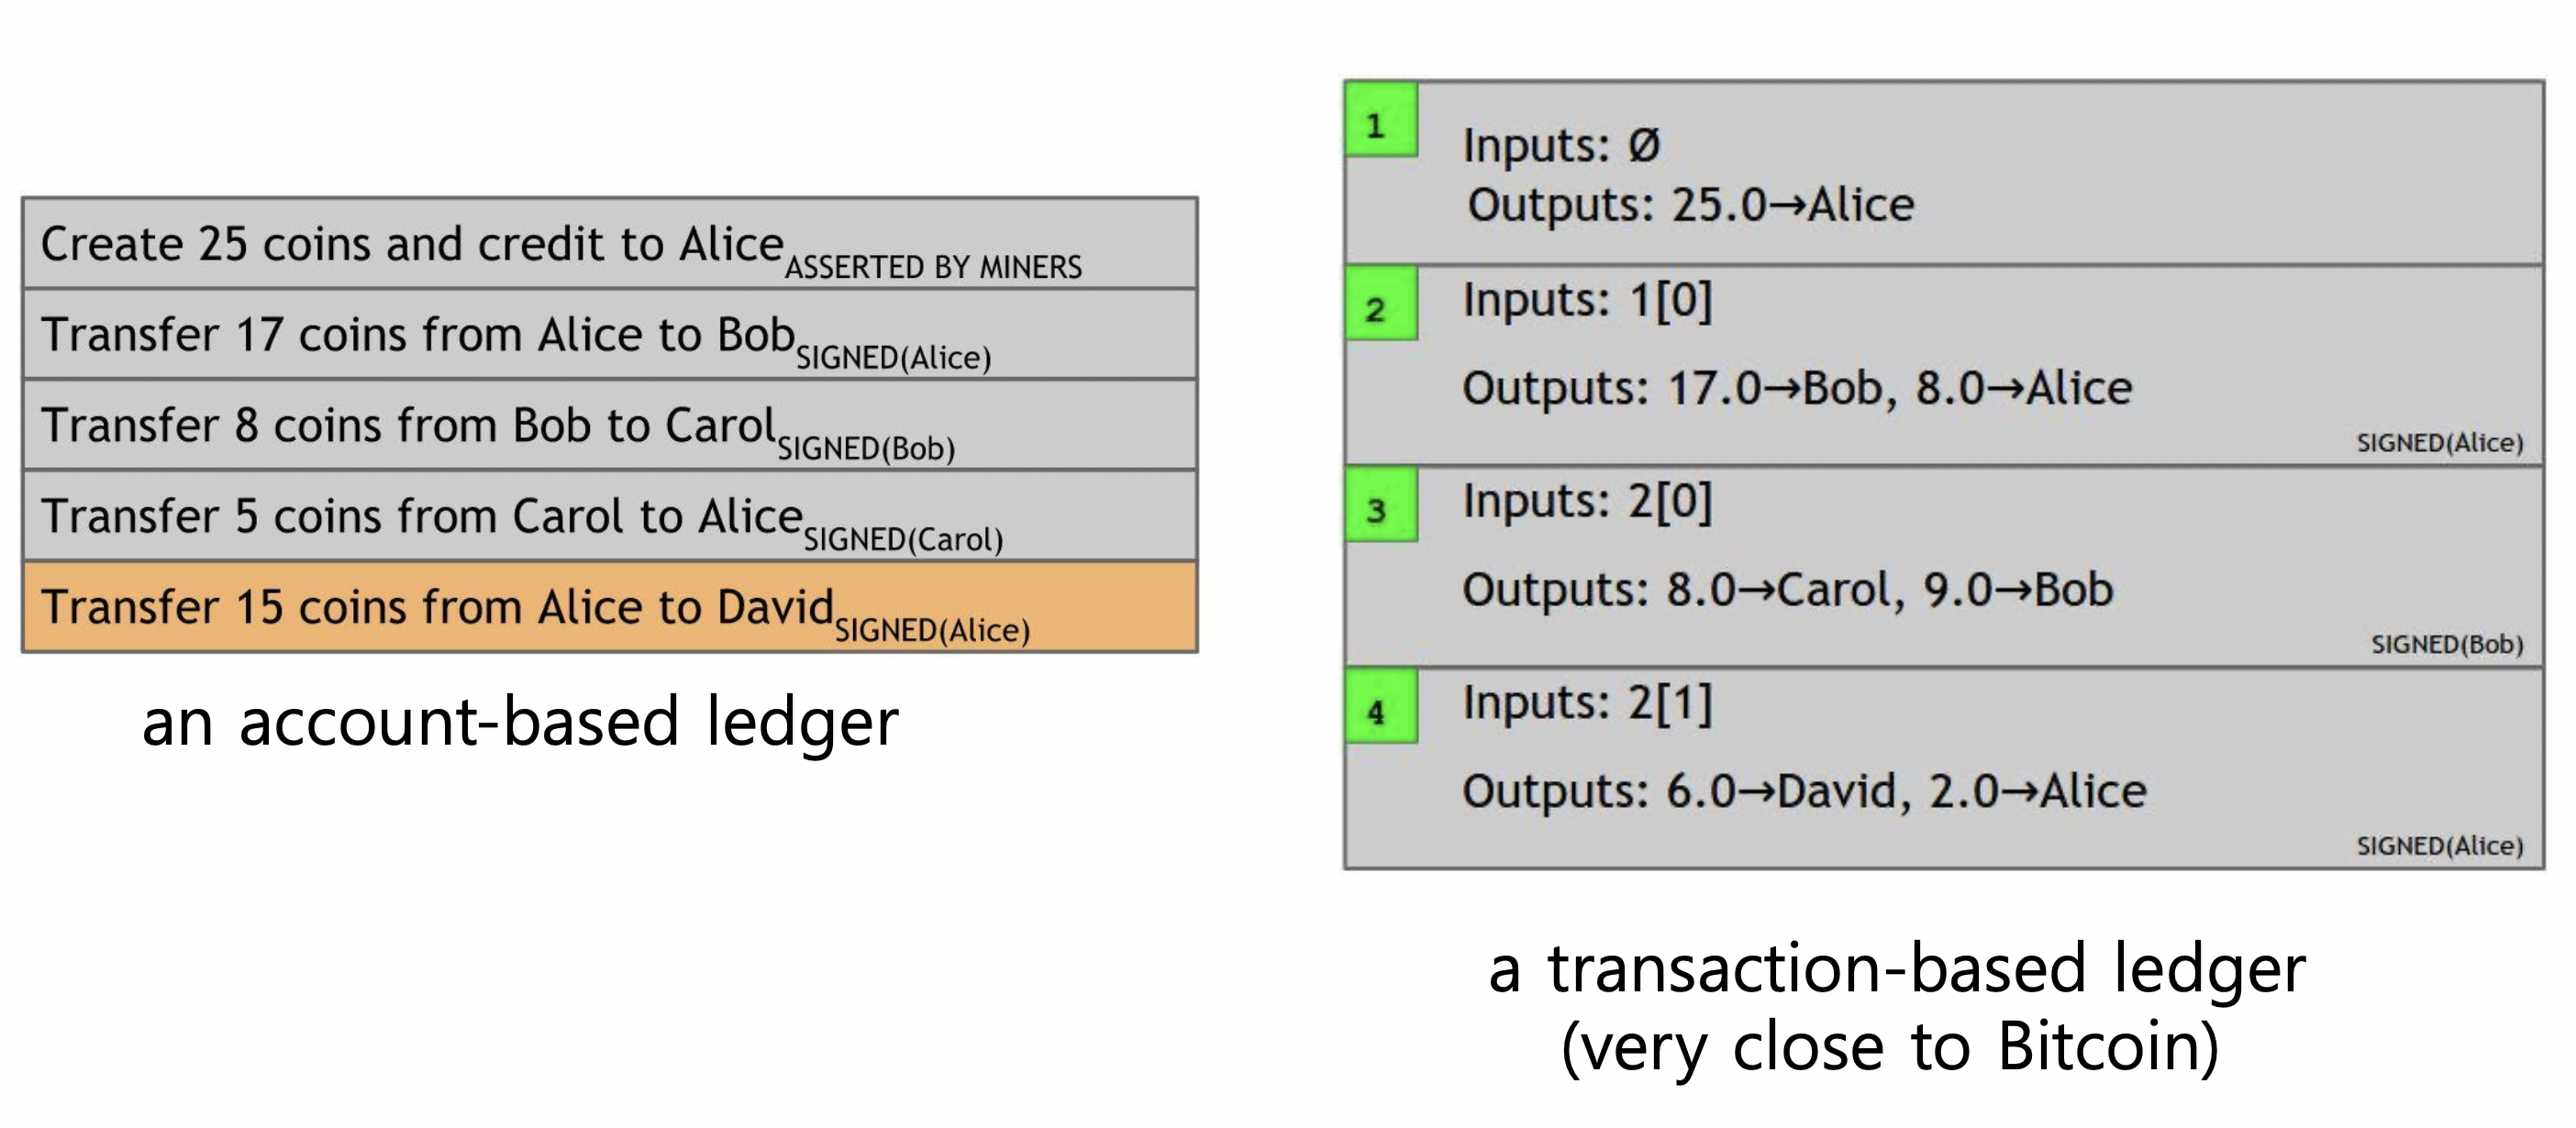 Create 25 coins and credit to Alice ASSERTED BY MINERS
Transfer 17 coins from Alice to Bob SIGNED(Alice)
Transfer 8 coins from Bob to Carol SIGNED(Bob)
Transfer 5 coins from Carol to Alice SIGNED(Carol)
Transfer 15 coins from Alice to David SIGNED(Alice)
an account-based ledger
1
Inputs: Ø
Outputs: 25.0→Alice
2
Inputs: 1[0]
Outputs: 17.0→Bob, 8.0→Alice
SIGNED(Alice)
3
Inputs: 2[0]
Outputs: 8.0→Carol, 9.0→Bob
SIGNED(Bob)
4
Inputs: 2[1]
Outputs: 6.0→David, 2.0→Alice
SIGNED(Alice)
a transaction-based ledger
(very close to Bitcoin)